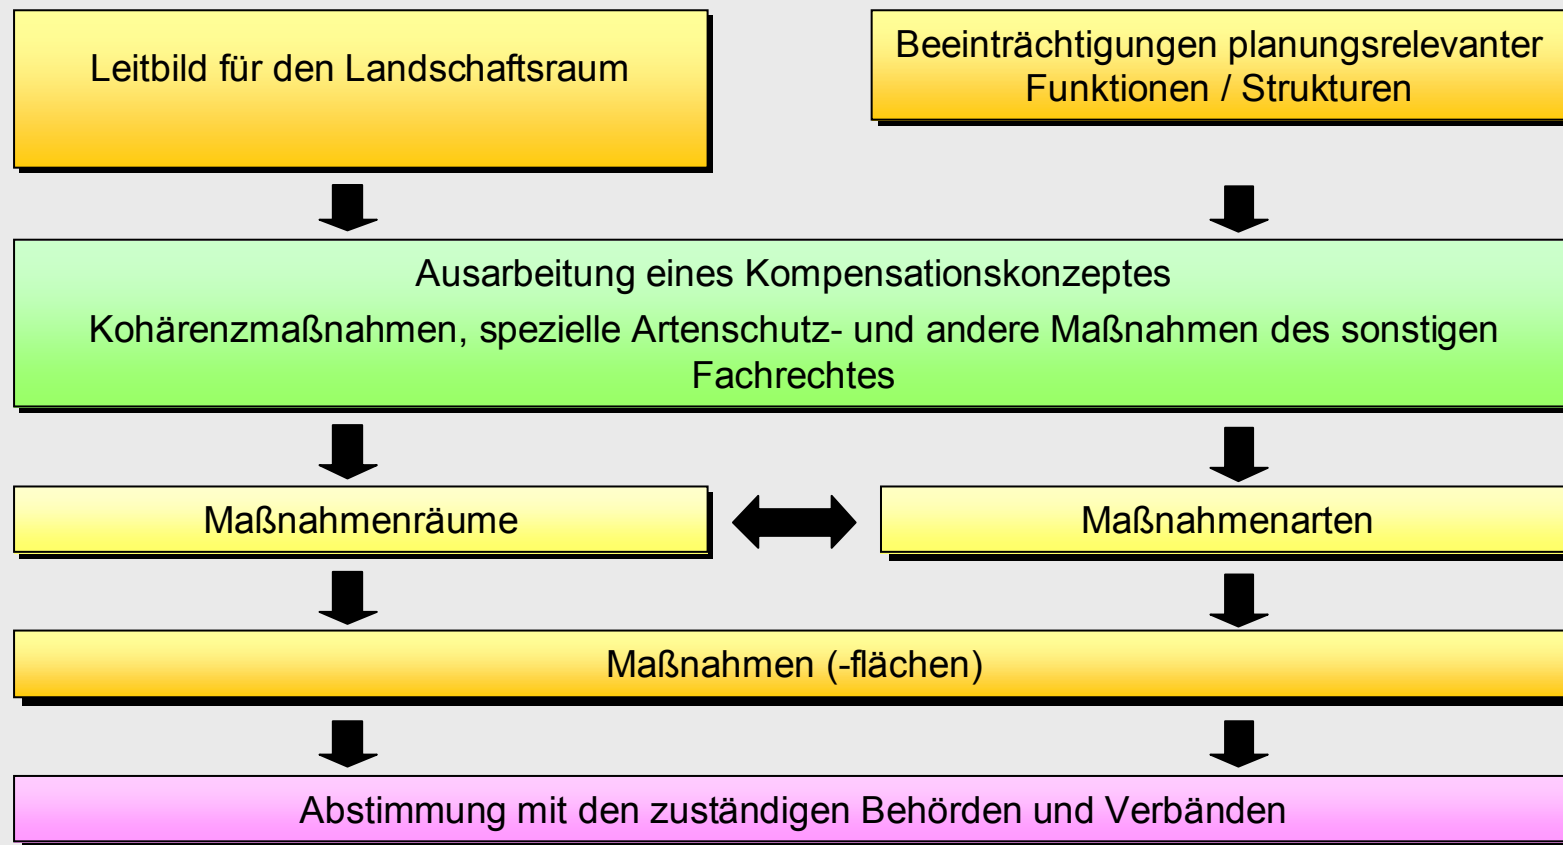 Leitbild für den Landschaftsraum
Beeinträchtigungen planungsrelevanter
Funktionen / Strukturen
Ausarbeitung eines Kompensationskonzeptes
Kohärenzmaßnahmen, spezielle Artenschutz- und andere Maßnahmen des sonstigen
Fachrechtes
Maßnahmenräume
Maßnahmenarten
Maßnahmen (-flächen)
Abstimmung mit den zuständigen Behörden und Verbänden